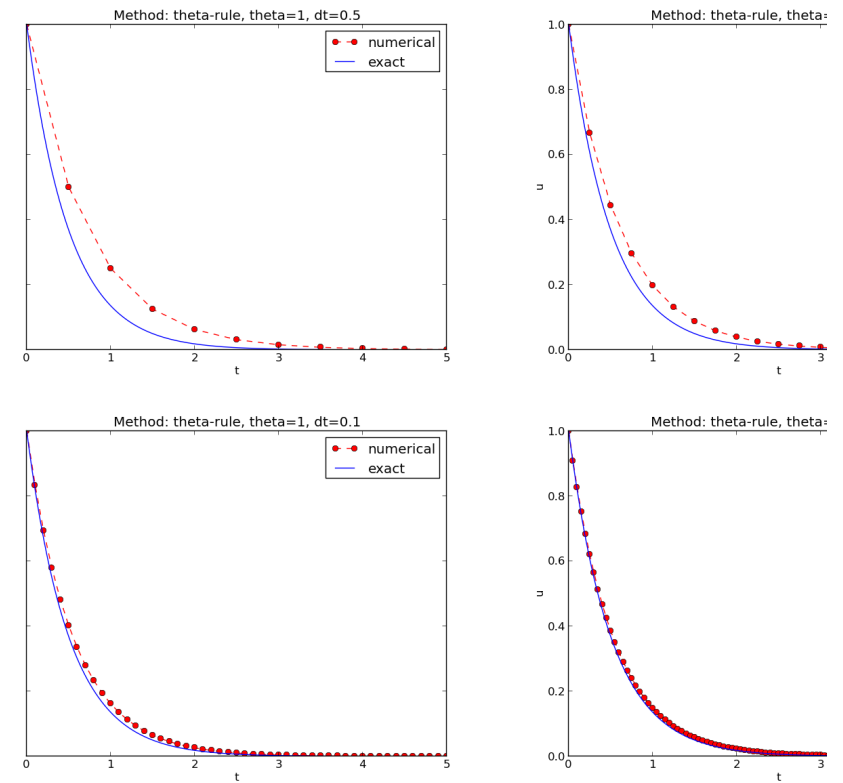 Method: theta-rule, theta=1, dt=0.5
numerical
exact
0 1 2 3 4 5
t
Method: theta-rule, theta=
1.0
0.8
0.6
0.4
0.2
0.0
u
0 1 2 3
t
Method: theta-rule, theta=1, dt=0.1
numerical
exact
0 1 2 3 4 5
t
Method: theta-rule, theta=
1.0
0.8
0.6
0.4
0.2
0.0
u
0 1 2 3
t